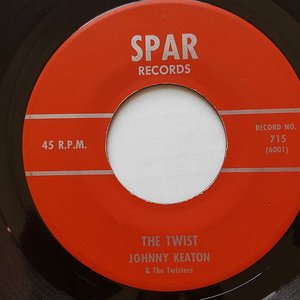 SPAR
RECORDS
45 R.P.M.
RECORD NO.
715
(6001)
THE TWIST
JOHNNY KEATON
& The Twisters